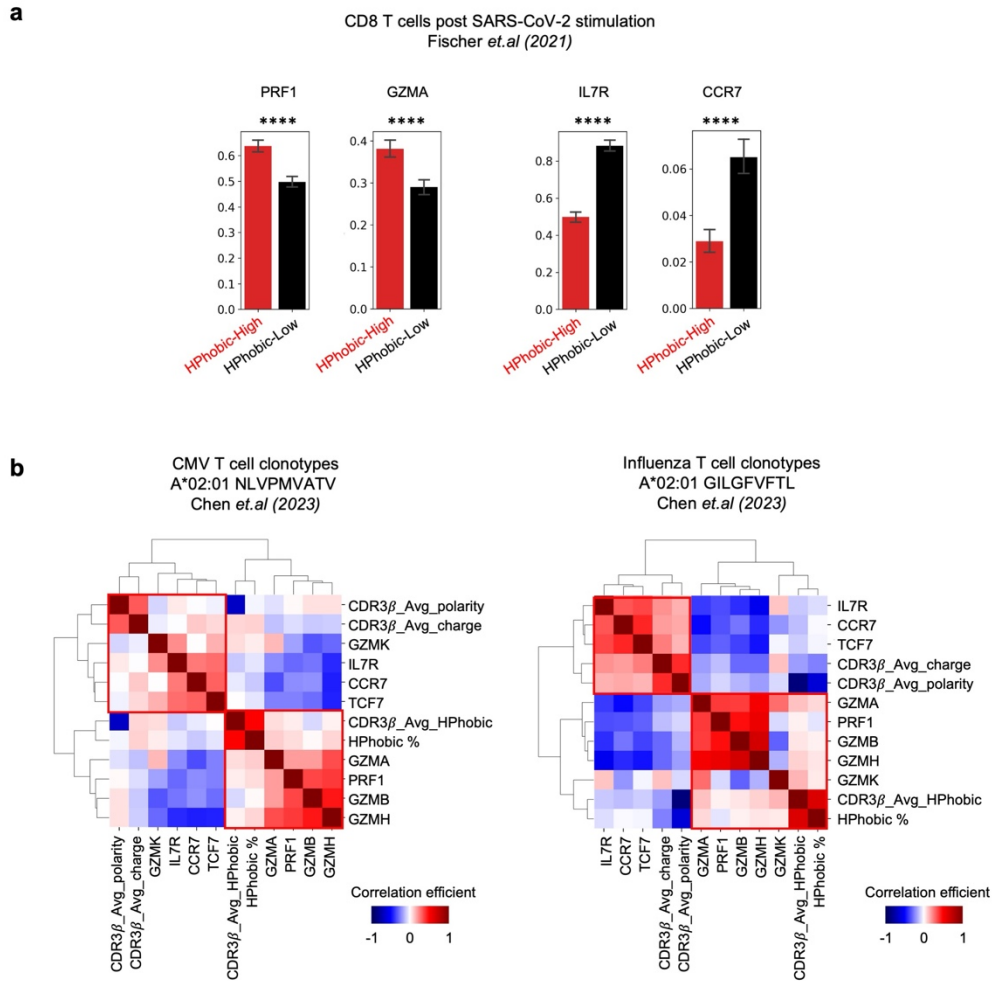 a
CD8 T cells post SARS-CoV-2 stimulation
Fischer et.al (2021)
PRF1
GZMA
IL7R
CCR7
**** **** **** ****
0.6
0.5
0.4
0.3
0.2
0.1
0.0
0.4
0.3
0.2
0.1
0.0
0.8
0.6
0.4
0.2
0.0
0.06
0.04
0.02
0.00
HPhobic-High
HPhobic-Low
HPhobic-High
HPhobic-Low
HPhobic-High
HPhobic-Low
HPhobic-High
HPhobic-Low
b
CMV T cell clonotypes
A*02:01 NLVPMVATV
Chen et.al (2023)
CDR3β_Avg_polarity
CDR3β_Avg_charge
GZMK
IL7R
CCR7
TCF7
CDR3β_Avg_HPhobic
HPhobic %
GZMA
PRF1
GZMB
GZMH
CDR3β_Avg_polarity
CDR3β_Avg_charge
GZMK
IL7R
CCR7
TCF7
CDR3β_Avg_HPhobic
HPhobic %
GZMA
PRF1
GZMB
GZMH
Correlation efficient
-1 0 1
Influenza T cell clonotypes
A*02:01 GILGFVFTL
Chen et.al (2023)
IL7R
CCR7
TCF7
CDR3β_Avg_charge
CDR3β_Avg_polarity
GZMA
PRF1
GZMB
GZMH
GZMK
CDR3β_Avg_HPhobic
HPhobic %
IL7R
CCR7
TCF7
CDR3β_Avg_charge
CDR3β_Avg_polarity
GZMA
PRF1
GZMB
GZMH
GZMK
CDR3β_Avg_HPhobic
HPhobic %
Correlation efficient
-1 0 1